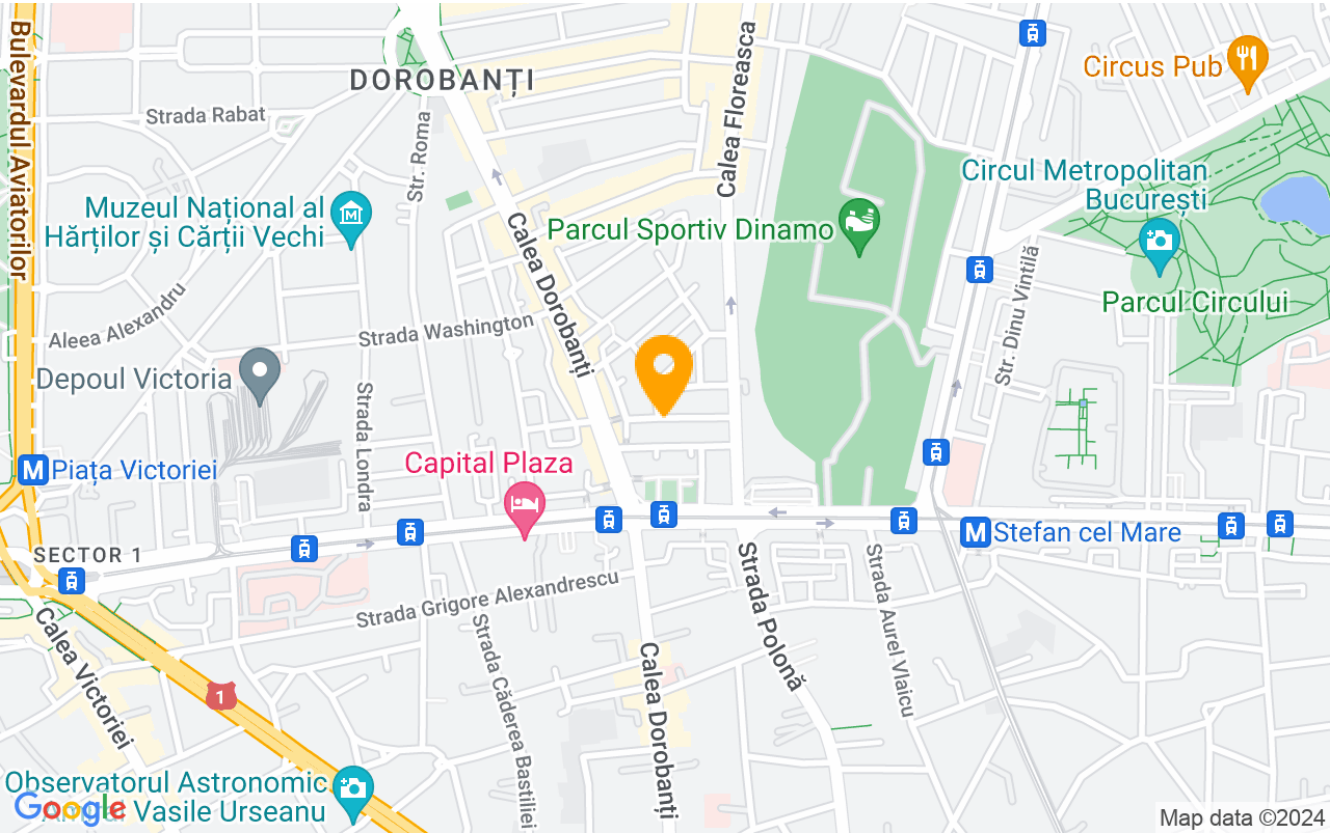 Bulevardul Aviatorilor
DOROBANȚI
Calea Floreasca
Circus Pub
Strada Rabat
Str. Roma
Circul Metropolitan
București
Muzeul Național al
Hărților și Cărții Vechi
Parcul Sportiv Dinamo
Calea Dorobanți
Str. Dinu Vintilă
Parcul Circului
Aleea Alexandru
Strada Washington
Depoul Victoria
Strada Londra
M Piața Victoriei
Capital Plaza
M Stefan cel Mare
SECTOR 1
Strada Grigore Alexandrescu
Strada Polonă
Strada Aurel Vlaicu
Calea Victoriei
Strada Căderea Bastiliei
Calea Dorobanți
1
Observatorul Astronomic
Amiral Vasile Urseanu
Google
Map data ©2024